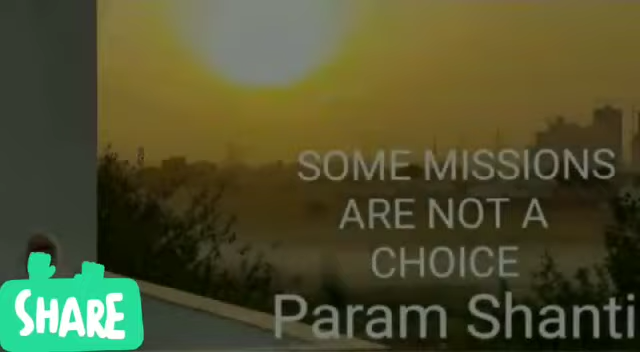 SOME MISSIONS
ARE NOT A
CHOICE
Param Shanti
SHARE